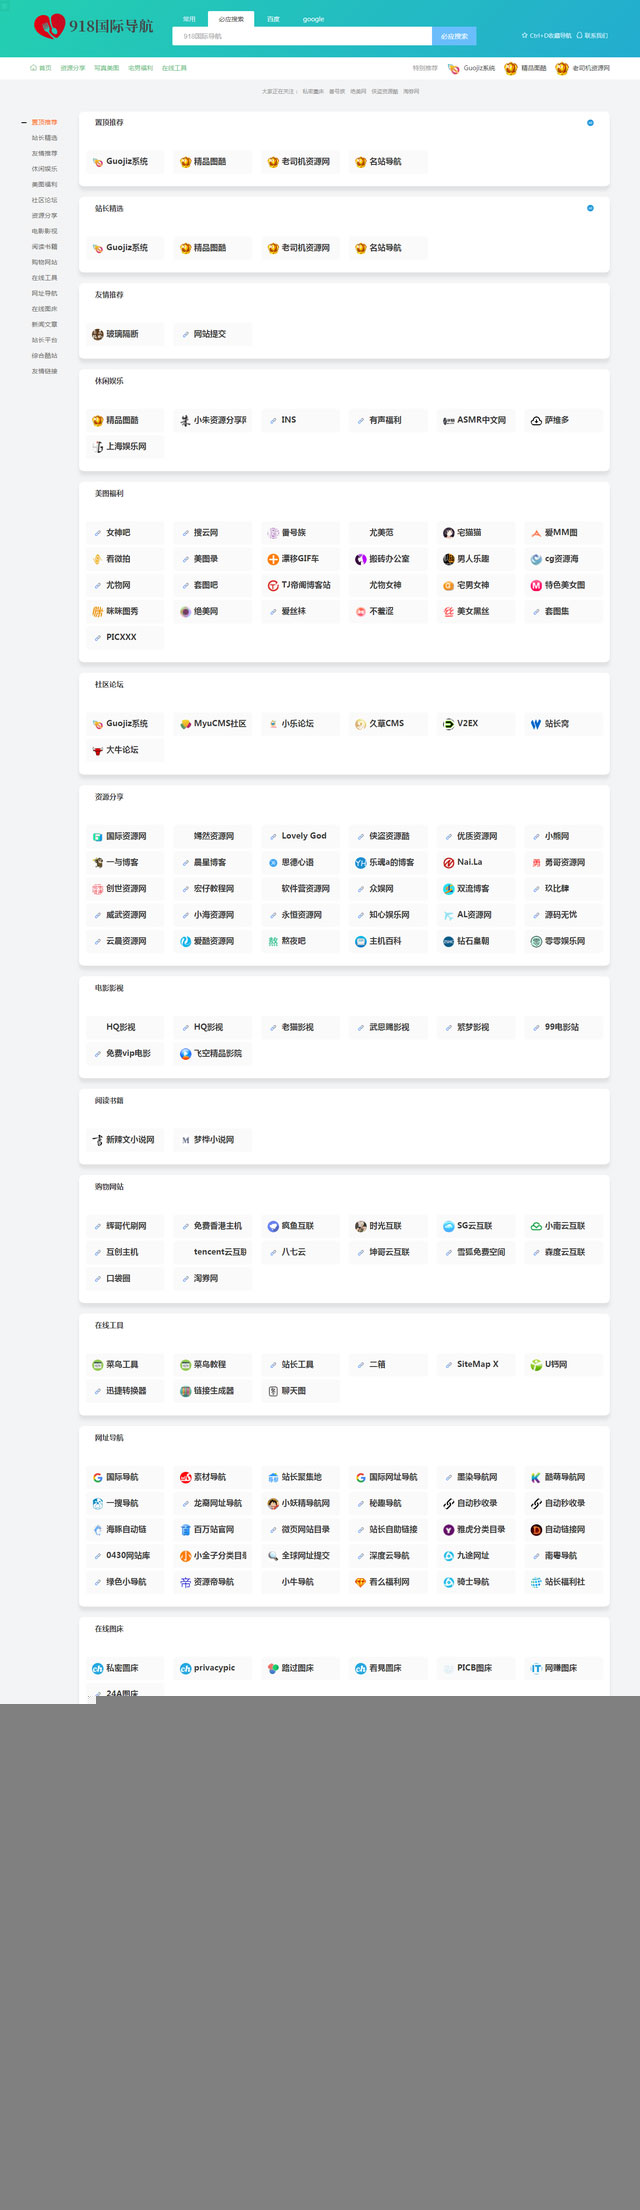 常用 必应搜索 百度 google
918国际导航
918国际导航 必应搜索
Ctrl+D收藏导航 联系我们
首页 资源分享 写真美图 宅男福利 在线工具
特别推荐 Guojiz系统 精品图酷 老司机资源网
大家正在关注： 私密图床 番号族 绝美网 侠盗资源酷 淘券网
置顶推荐
站长精选
友情推荐
休闲娱乐
美图福利
社区论坛
资源分享
电影影视
阅读书籍
购物网站
在线工具
网址导航
在线图床
新闻文章
站长平台
综合酷站
友情链接
置顶推荐
Guojiz系统 精品图酷 老司机资源网 名站导航
站长精选
Guojiz系统 精品图酷 老司机资源网 名站导航
友情推荐
玻璃隔断 网站提交
休闲娱乐
精品图酷 小朱资源分享网 INS 有声福利 ASMR中文网 萨维多
上海娱乐网
美图福利
女神吧 搜云网 番号族 尤美范 宅猫猫 爱MM图
看微拍 美图录 漂移GIF车 搬砖办公室 男人乐趣 cg资源海
尤物网 套图吧 TJ帝阁博客站 尤物女神 宅男女神 特色美女图
咪咪图秀 绝美网 爱丝袜 不羞涩 美女黑丝 套图集
PICXXX
社区论坛
Guojiz系统 MyuCMS社区 小乐论坛 久草CMS V2EX 站长窝
大牛论坛
资源分享
国际资源网 嫣然资源网 Lovely God 侠盗资源酷 优质资源网 小熊网
一与博客 晨星博客 思德心语 乐魂a的博客 Nai.La 勇哥资源网
创世资源网 宏仔教程网 软件营资源网 众娱网 双流博客 玖比肆
威武资源网 小海资源网 永恒资源网 知心娱乐网 AL资源网 源码无忧
云晨资源网 爱酷资源网 熬夜吧 主机百科 钻石皇朝 零零娱乐网
电影影视
HQ影视 HQ影视 老猫影视 武恩赐影视 繁梦影视 99电影站
免费vip电影 飞空精品影院
阅读书籍
新辣文小说网 梦桦小说网
购物网站
辉哥代刷网 免费香港主机 疯鱼互联 时光互联 SG云互联 小南云互联
互创主机 tencent云互联 八七云 坤哥云互联 雪狐免费空间 森度云互联
口袋圈 淘券网
在线工具
菜鸟工具 菜鸟教程 站长工具 二箱 SiteMap X U钙网
迅捷转换器 链接生成器 聊天图
网址导航
国际导航 素材导航 站长聚集地 国际网址导航 墨染导航网 酷萌导航网
一搜导航 龙裔网址导航 小妖精导航网 秘趣导航 自动秒收录 自动秒收录
海豚自动链 百万站官网 微页网站目录 站长自助链接 雅虎分类目录 自动链接网
0430网站库 小金子分类目录 全球网址提交 深度云导航 九途网址 南粤导航
绿色小导航 资源帝导航 小牛导航 看么福利网 骑士导航 站长福利社
在线图床
私密图床 privacypic 路过图床 看見圖床 PICB图床 网赚图床
24A图床